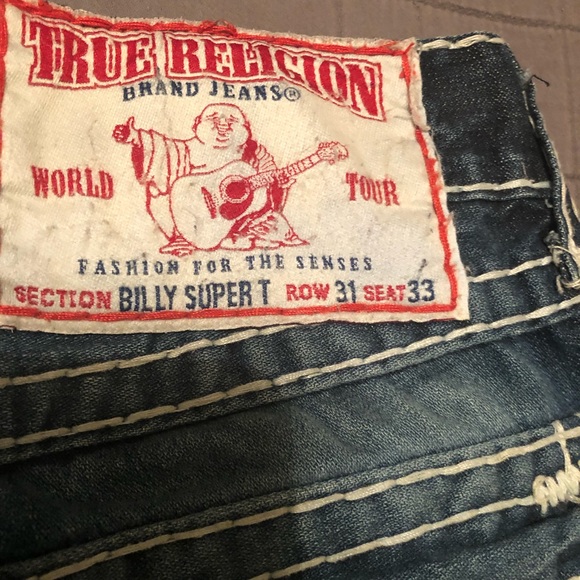 TRUE RELIGION
BRAND JEANS®
WORLD TOUR
FASHION FOR THE SENSES
SECTION BILLY SUPER T ROW 31 SEAT 33